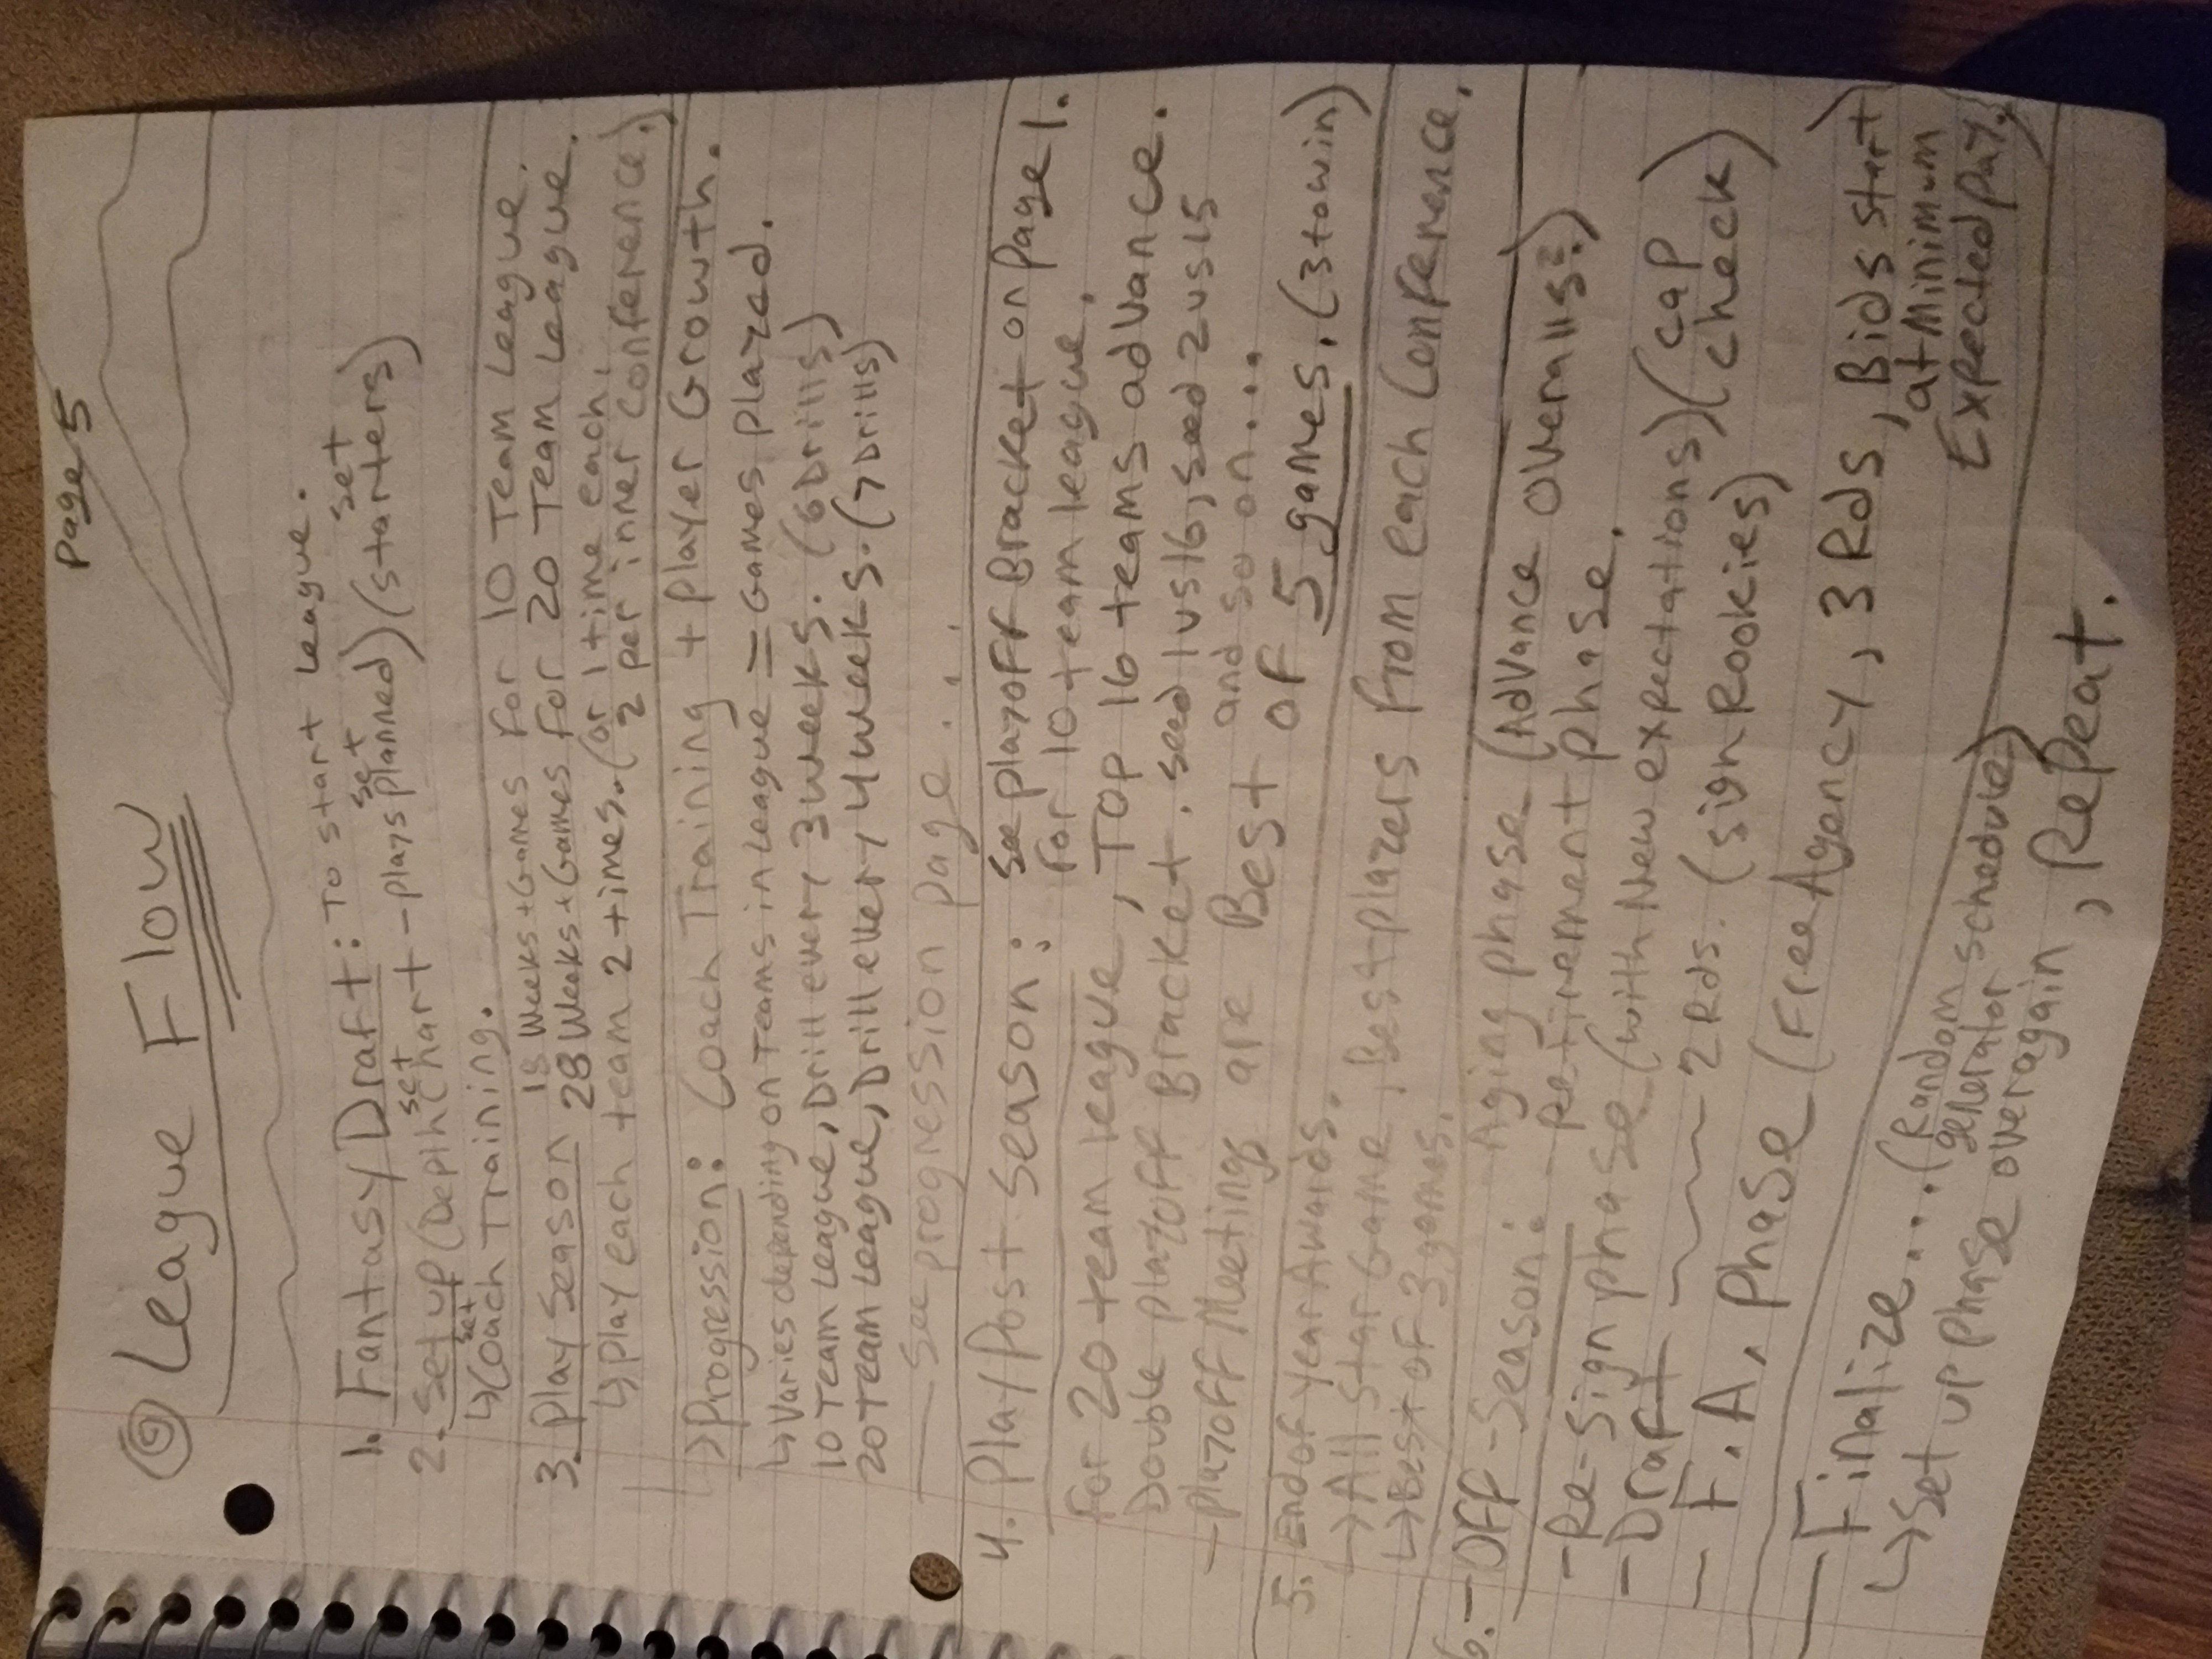 Page 5
League Flow
1. Fantasy Draft: To start League.
2. Set up (Depth Chart set - plays planned set) (starters set)
↳ Coach Training. set
3. Play Season 18 Weeks + Games for 10 Team League.
28 Weeks + Games for 20 Team League.
↳ Play each team 2 times. (or 1 time each,
2 per inner conference.)
↳ Progression: Coach Training + Player Growth.
↳ Varies depending on Teams in League = Games Played.
10 Team League, Drill every 3 weeks. (6 Drills)
20 Team League, Drill every 4 weeks. (7 Drills)
See progression page...
4. Play Post Season: See playoff Bracket on page 1.
For 10 team league.
For 20 team league, Top 16 teams advance.
Double playoff Bracket. Seed 1 vs 16, Seed 2 vs 15
and so on...
- Playoff Meetings are Best of 5 games. (3 to win)
5. End of Year Awards.
↳ All Star Game, Best players from each Conference.
↳ Best of 3 games.
6. - Off-Season: - Aging phase (Advance Overalls?)
- Retirement phase.
- Re-sign phase (with New expectations) (cap check)
- Draft ~ 2 Rds. (sign Rookies)
- F.A. Phase (Free Agency, 3 Rds, Bids start
at Minimum
Expected pay.)
- Finalize... (Random schedule)
generator
↳ Set up phase over again, Repeat.